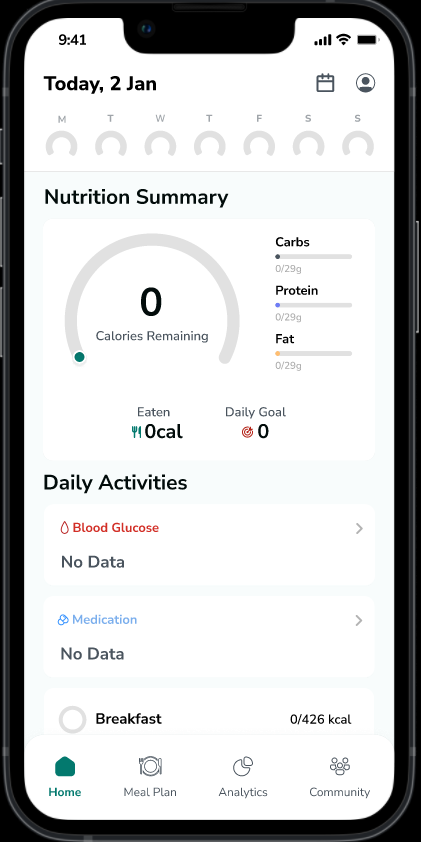 9:41
Today, 2 Jan
M T W T F S S
Nutrition Summary
0
Calories Remaining
Carbs
0/29g
Protein
0/29g
Fat
0/29g
Eaten
0cal
Daily Goal
0
Daily Activities
Blood Glucose
No Data
Medication
No Data
Breakfast 0/426 kcal
Home Meal Plan Analytics Community